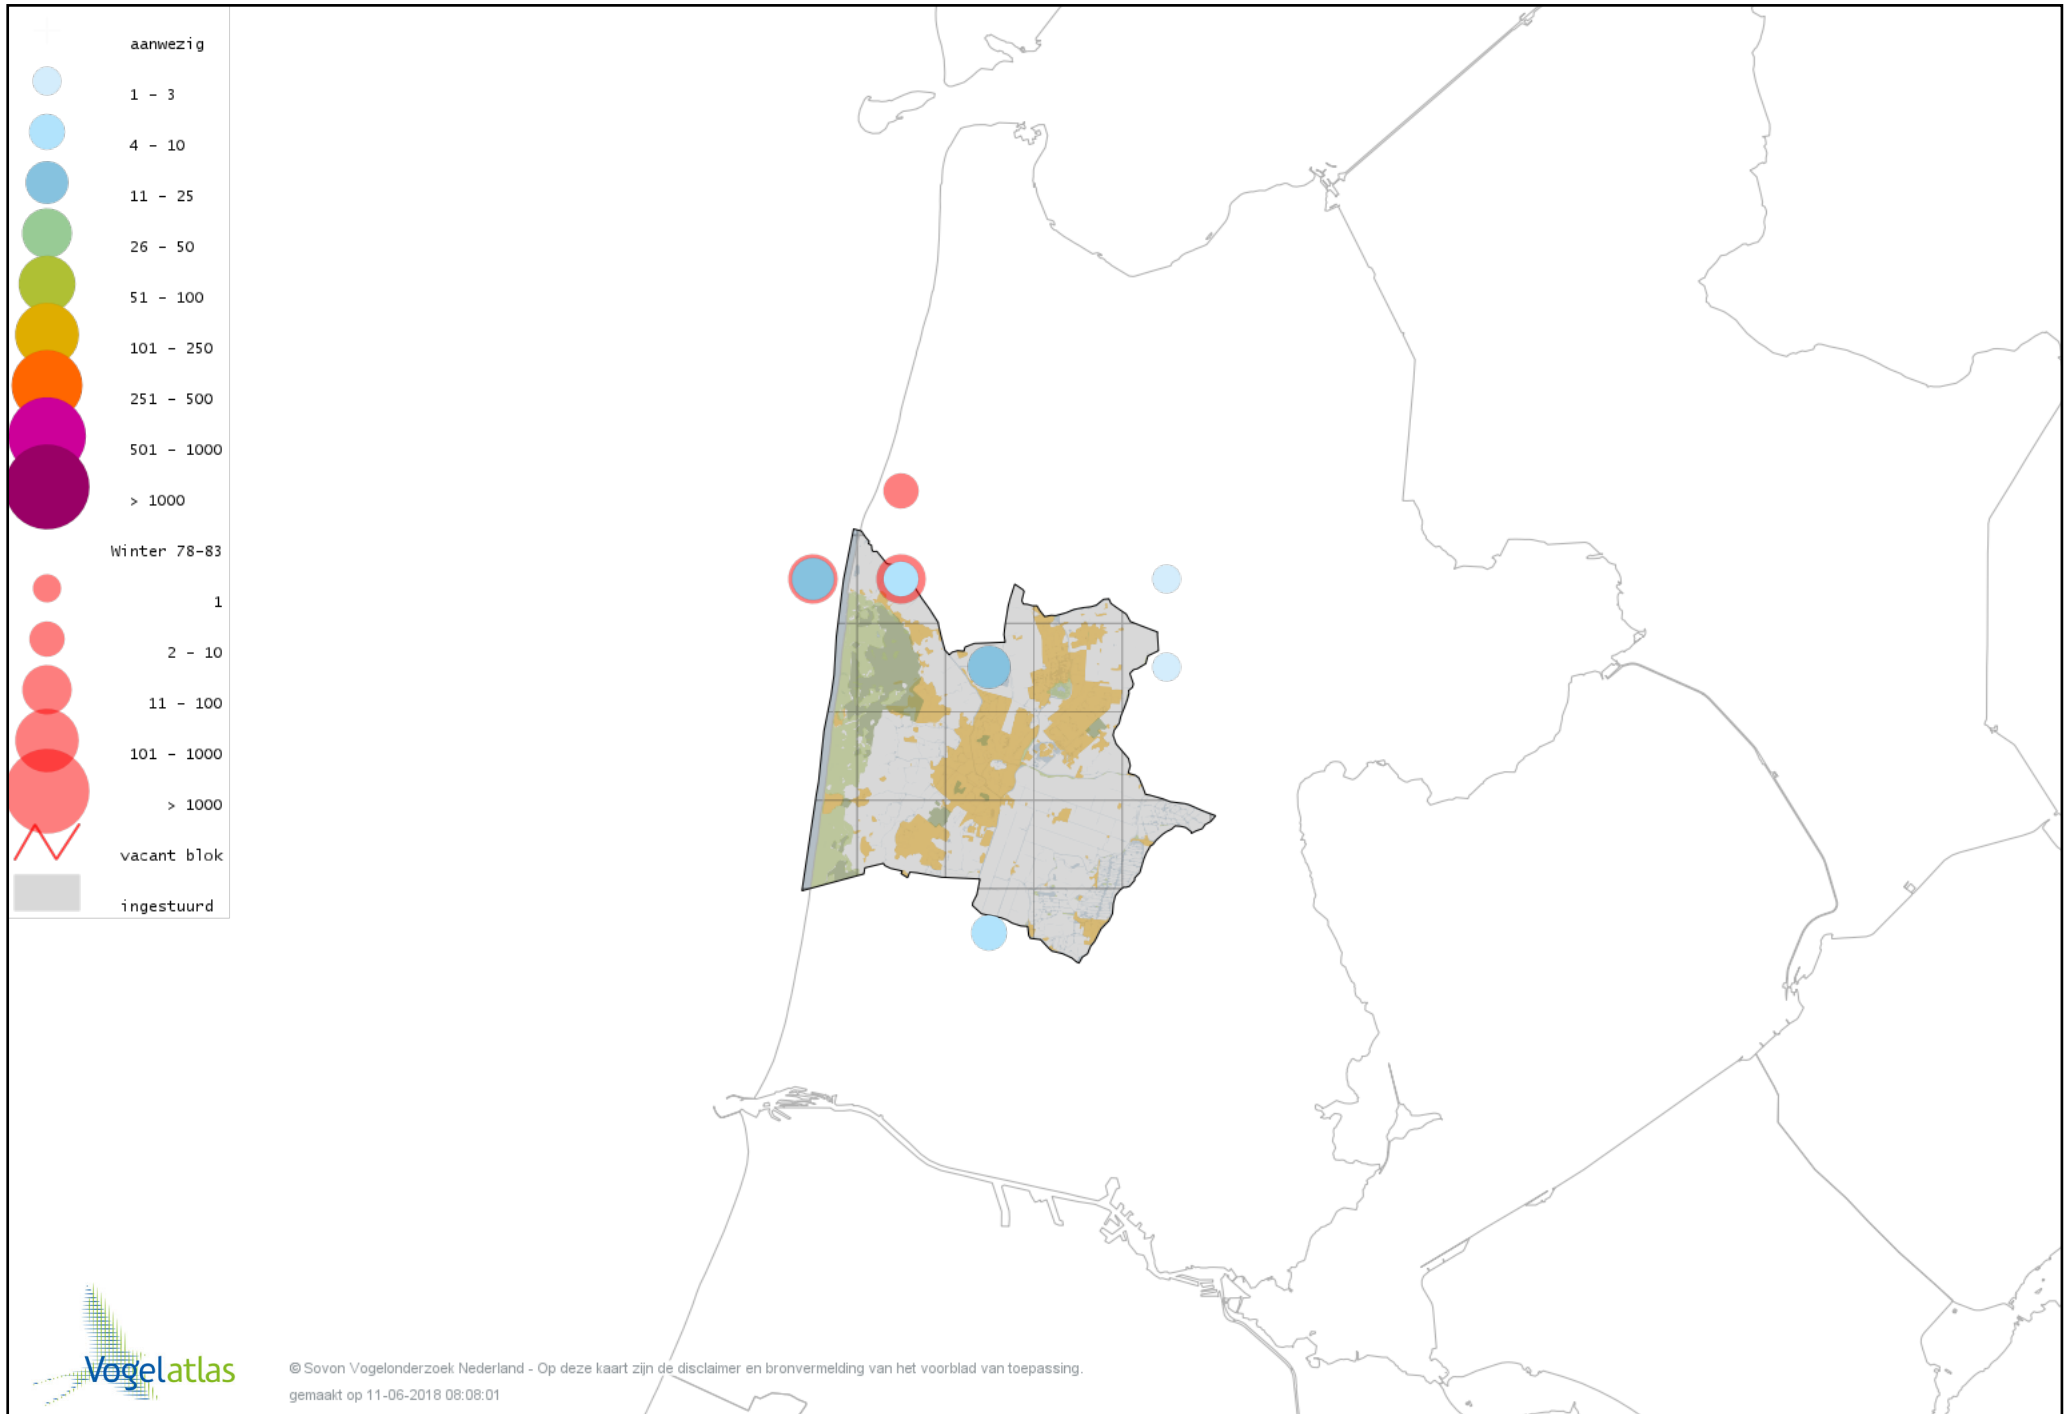 aanwezig
1 - 3
4 - 10
11 - 25
26 - 50
51 - 100
101 - 250
251 - 500
501 - 1000
> 1000
Winter 78-83
1
2 - 10
11 - 100
101 - 1000
> 1000
vacant blok
ingestuurd
Vogelatlas
© Sovon Vogelonderzoek Nederland - Op deze kaart zijn de disclaimer en bronvermelding van het voorblad van toepassing.
gemaakt op 11-06-2018 08:08:01